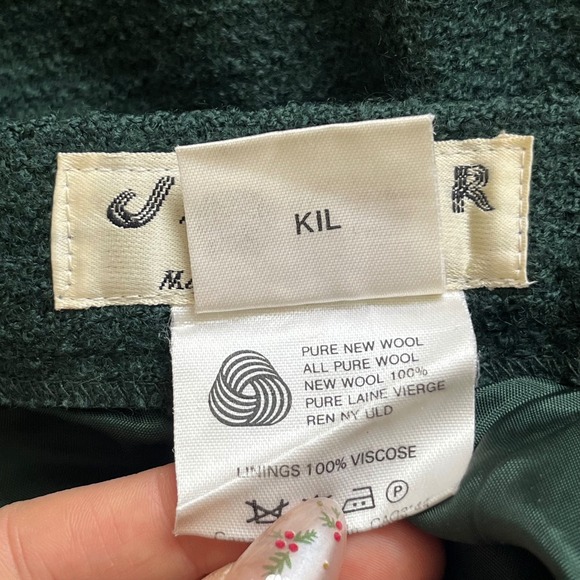 J R
KIL
PURE NEW WOOL
ALL PURE WOOL
NEW WOOL 100%
PURE LAINE VIERGE
REN NY ULD
LININGS 100% VISCOSE
P